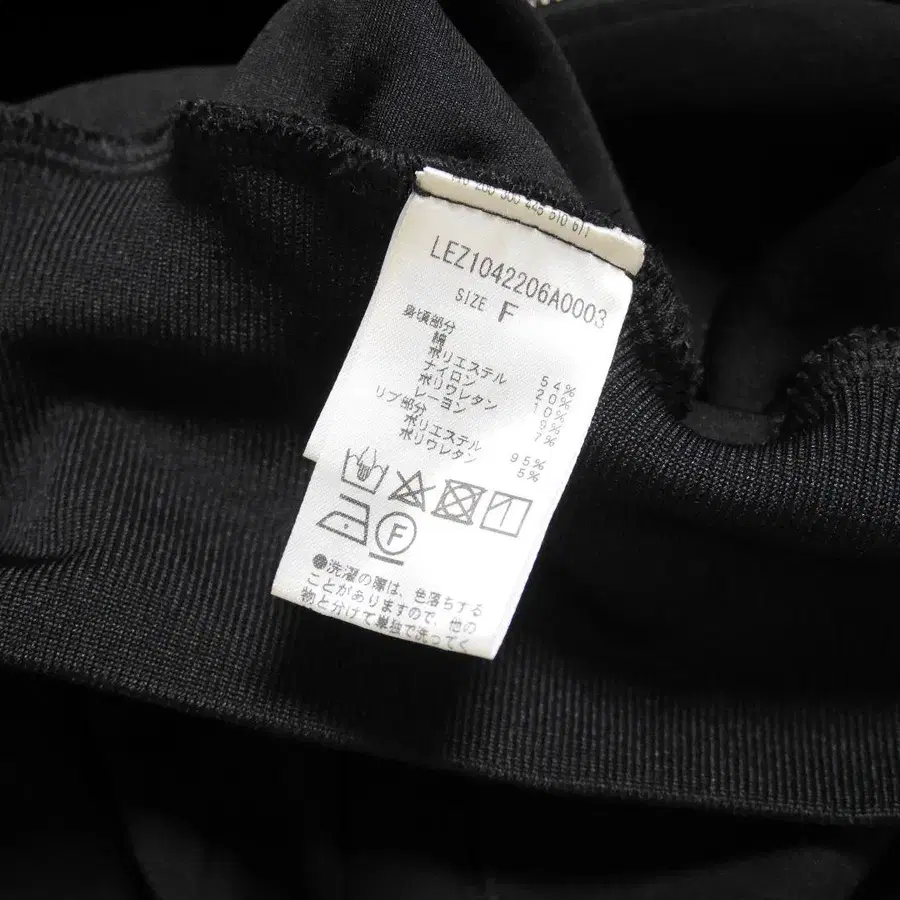 LEZ1042206A0003
SIZE F
身頃部分
綿 54%
ポリエステル 20%
ナイロン 10%
ポリウレタン 9%
レーヨン 7%
リブ部分
ポリエステル 95%
ポリウレタン 5%
F
●洗濯の際は、色落ちする
ことがありますので、他の
物と分けて単独で洗ってく